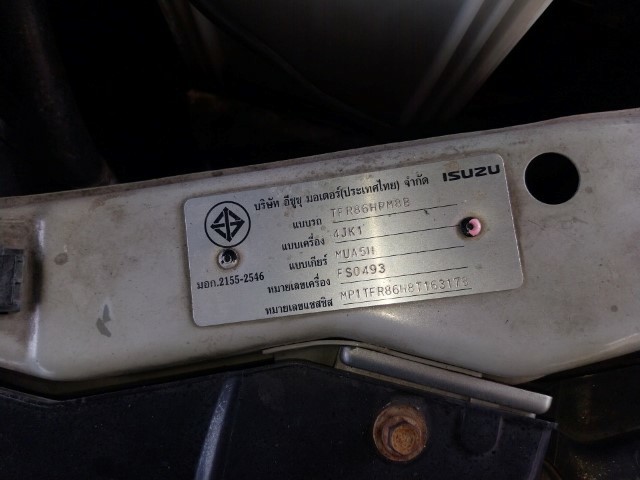 บริษัท อีซูซุ มอเตอร์(ประเทศไทย) จำกัด ISUZU
แบบรถ TFR86HPM8B
แบบเครื่อง 4JK1
แบบเกียร์ MUA5H
หมายเลขเครื่อง FS0493
หมายเลขแชสซิส
มอก.2155-2546